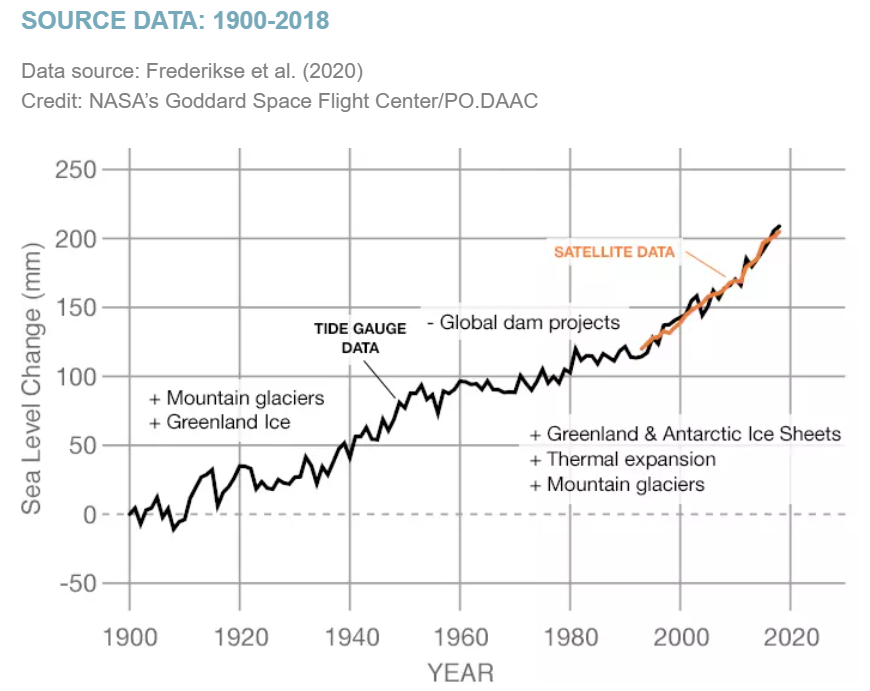 SOURCE DATA: 1900-2018
Data source: Frederikse et al. (2020)
Credit: NASA’s Goddard Space Flight Center/PO.DAAC
250
200
150
100
50
0
-50
Sea Level Change (mm)
SATELLITE DATA
TIDE GAUGE
DATA
- Global dam projects
+ Mountain glaciers
+ Greenland Ice
+ Greenland & Antarctic Ice Sheets
+ Thermal expansion
+ Mountain glaciers
1900 1920 1940 1960 1980 2000 2020
YEAR